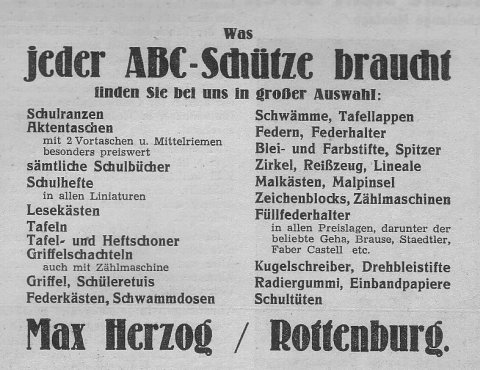 Was
jeder ABC-Schütze braucht
finden Sie bei uns in großer Auswahl:
Schulranzen
Aktentaschen
mit 2 Vortaschen u. Mittelriemen
besonders preiswert
sämtliche Schulbücher
Schulhefte
in allen Liniaturen
Lesekästen
Tafeln
Tafel- und Heftschoner
Griffelschachteln
auch mit Zählmaschine
Griffel, Schüleretuis
Federkästen, Schwammdosen
Schwämme, Tafellappen
Federn, Federhalter
Blei- und Farbstifte, Spitzer
Zirkel, Reißzeug, Lineale
Malkästen, Malpinsel
Zeichenblocks, Zählmaschinen
Füllfederhalter
in allen Preislagen, darunter der
beliebte Geha, Brause, Staedtler,
Faber Castell etc.
Kugelschreiber, Drehbleistifte
Radiergummi, Einbandpapiere
Schultüten
Max Herzog / Rottenburg.